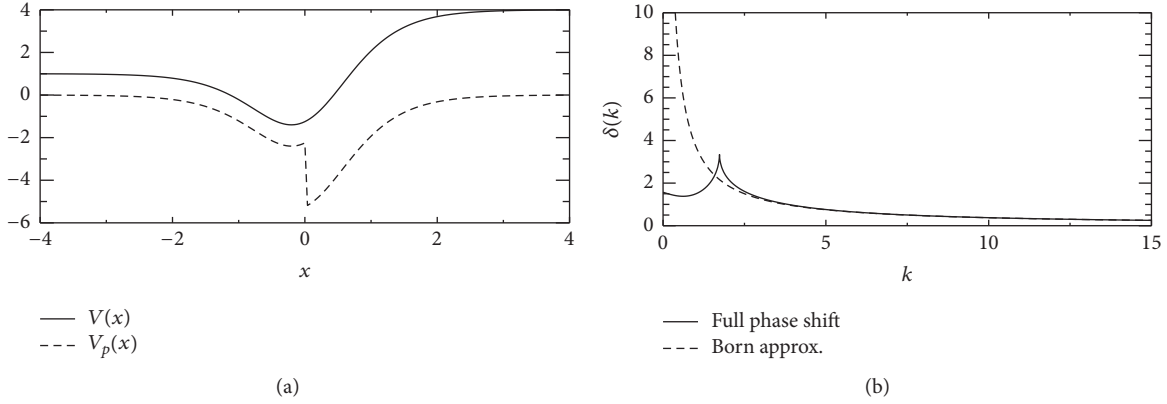 4
2
0
−2
−4
−6
−4 −2 0 2 4
x
V(x)
V_p(x)
(a)
10
8
6
4
2
0
δ(k)
0 5 10 15
k
Full phase shift
Born approx.
(b)